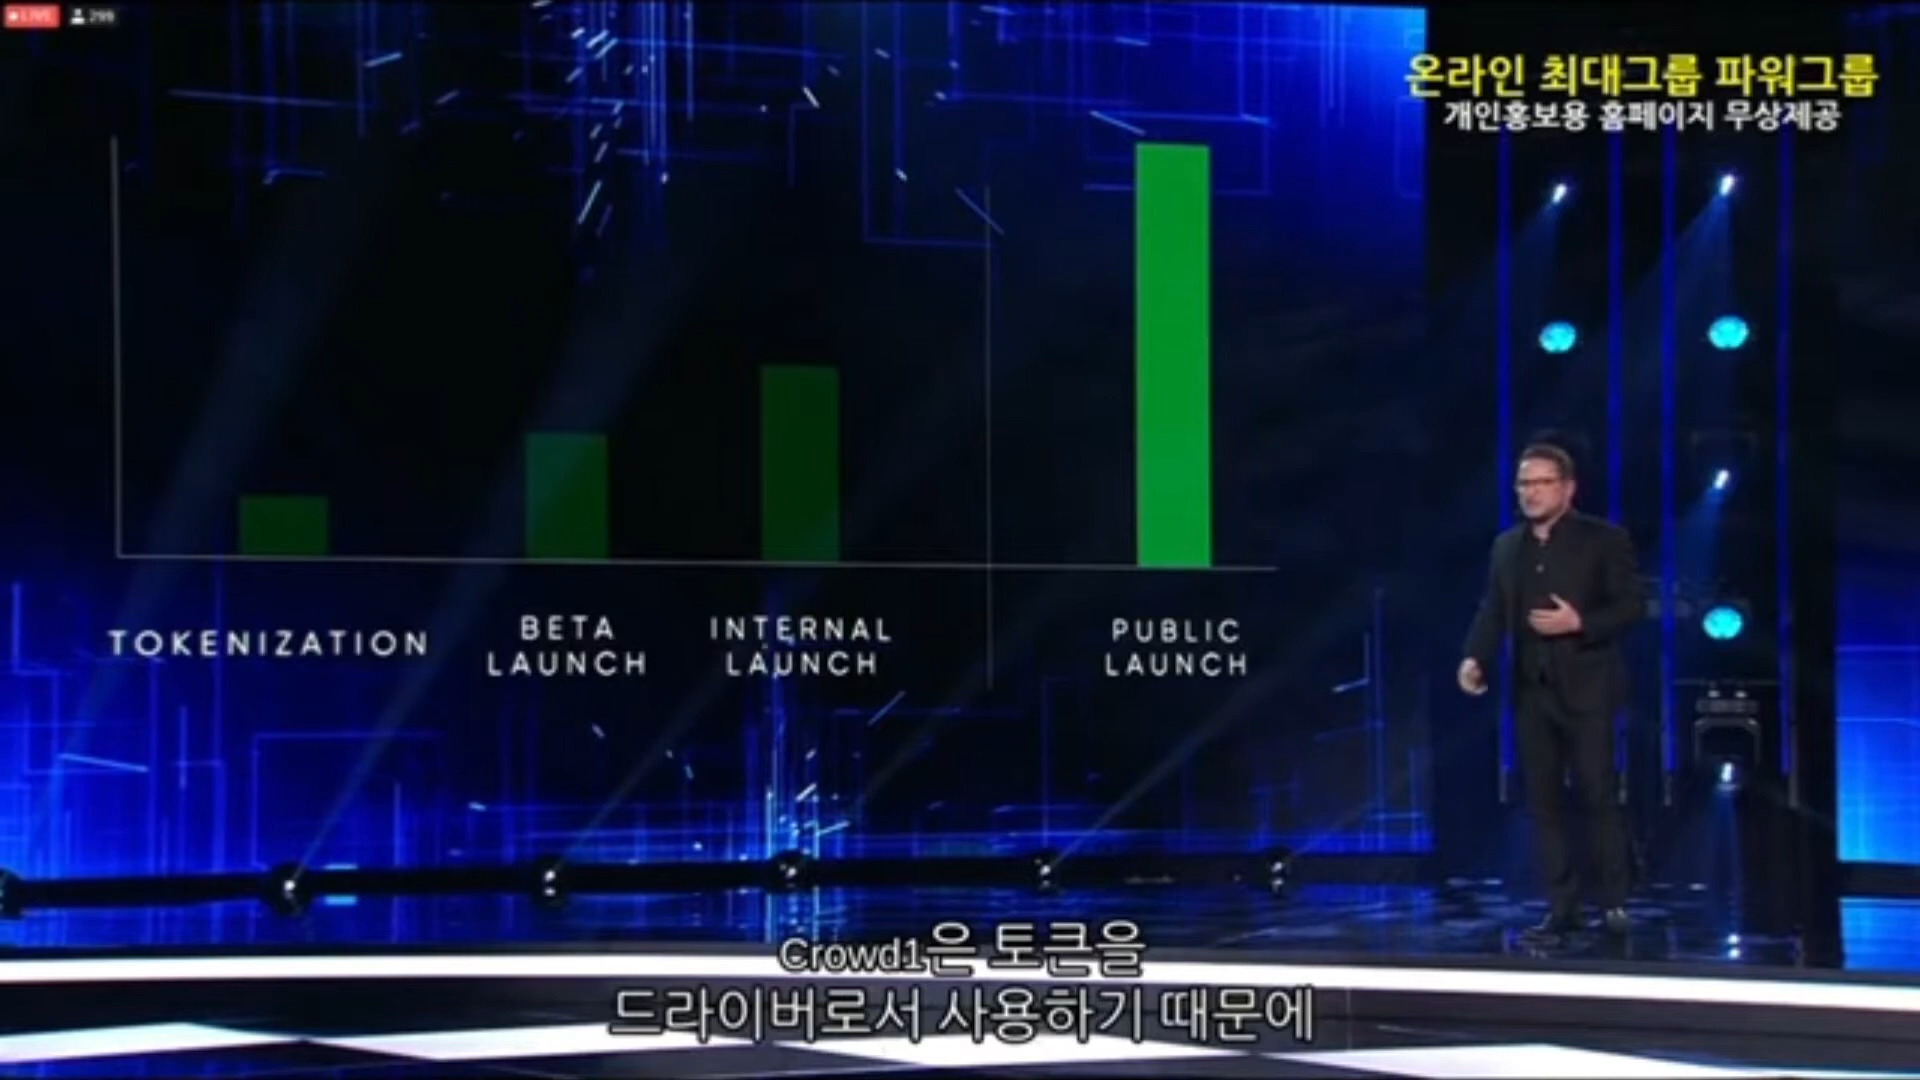 LIVE
299
온라인 최대그룹 파워그룹
개인홍보용 홈페이지 무상제공
TOKENIZATION
BETA
LAUNCH
INTERNAL
LAUNCH
PUBLIC
LAUNCH
Crowd1은 토큰을
드라이버로서 사용하기 때문에